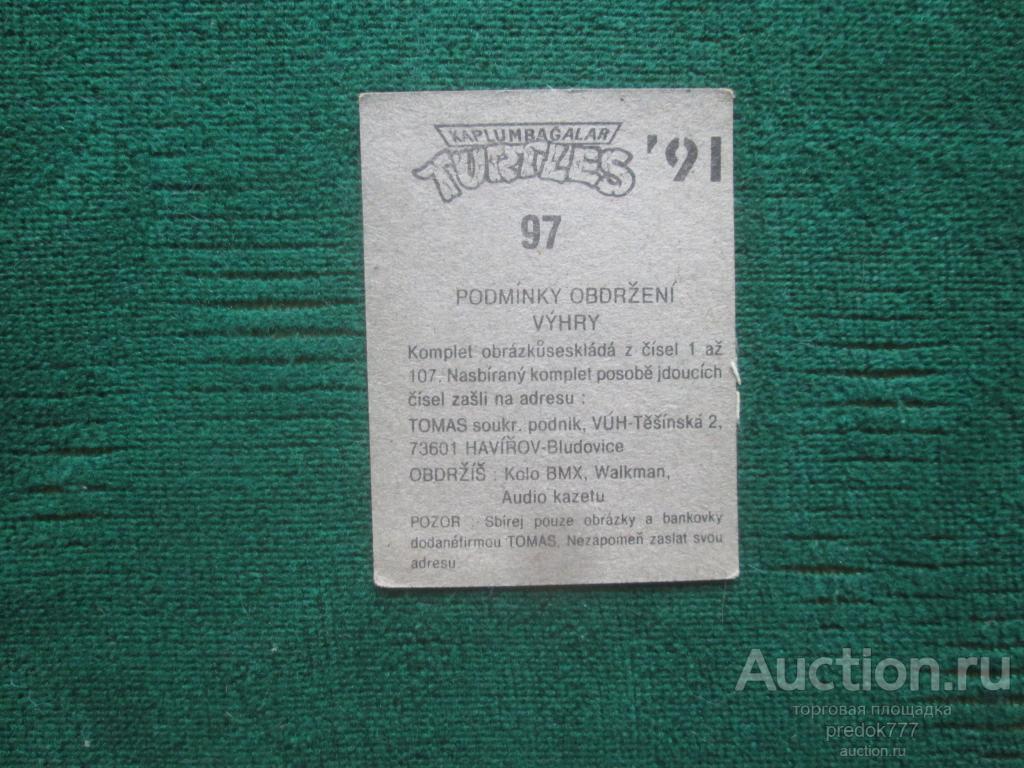 KAPLUMBAĞALAR
TURTLES '91
97
PODMÍNKY OBDRŽENÍ
VÝHRY
Komplet obrázkůseskládá z čísel 1 až
107. Nasbíraný komplet posobě jdoucích
čísel zašli na adresu :
TOMAS soukr. podnik, VÚH-Těšínská 2,
73601 HAVÍŘOV-Bludovice
OBDRŽÍŠ : Kolo BMX, Walkman,
Audio kazetu
POZOR : Sbírej pouze obrázky a bankovky
dodanéfirmou TOMAS. Nezapomeň zaslat svou
adresu
Auction.ru
торговая площадка
predok777
auction.ru